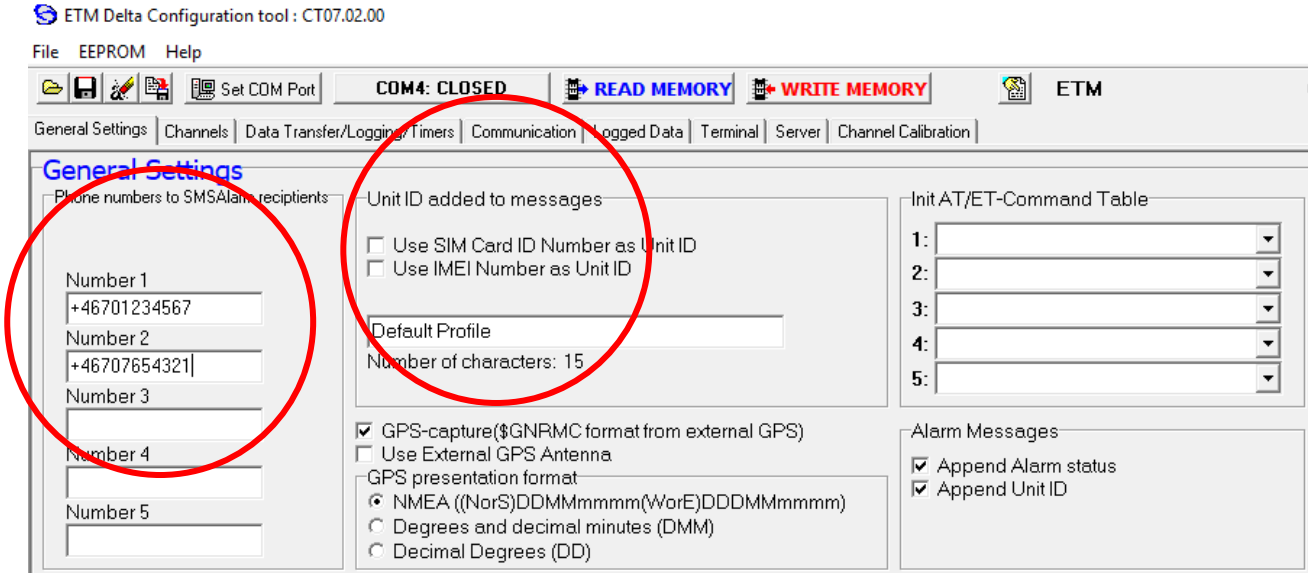 ETM Delta Configuration tool : CT07.02.00
File EEPROM Help
Set COM Port COM4: CLOSED READ MEMORY WRITE MEMORY ETM
General Settings Channels Data Transfer/Logging/Timers Communication Logged Data Terminal Server Channel Calibration
General Settings
Phone numbers to SMSAlarm reciptients
Number 1
+46701234567
Number 2
+46707654321
Number 3
Number 4
Number 5
Unit ID added to messages
Use SIM Card ID Number as Unit ID
Use IMEI Number as Unit ID
Default Profile
Number of characters: 15
GPS-capture($GNRMC format from external GPS)
Use External GPS Antenna
GPS presentation format
NMEA ((NorS)DDMMmmmm(WorE)DDDMMmmmm)
Degrees and decimal minutes (DMM)
Decimal Degrees (DD)
Init AT/ET-Command Table
1:
2:
3:
4:
5:
Alarm Messages
Append Alarm status
Append Unit ID